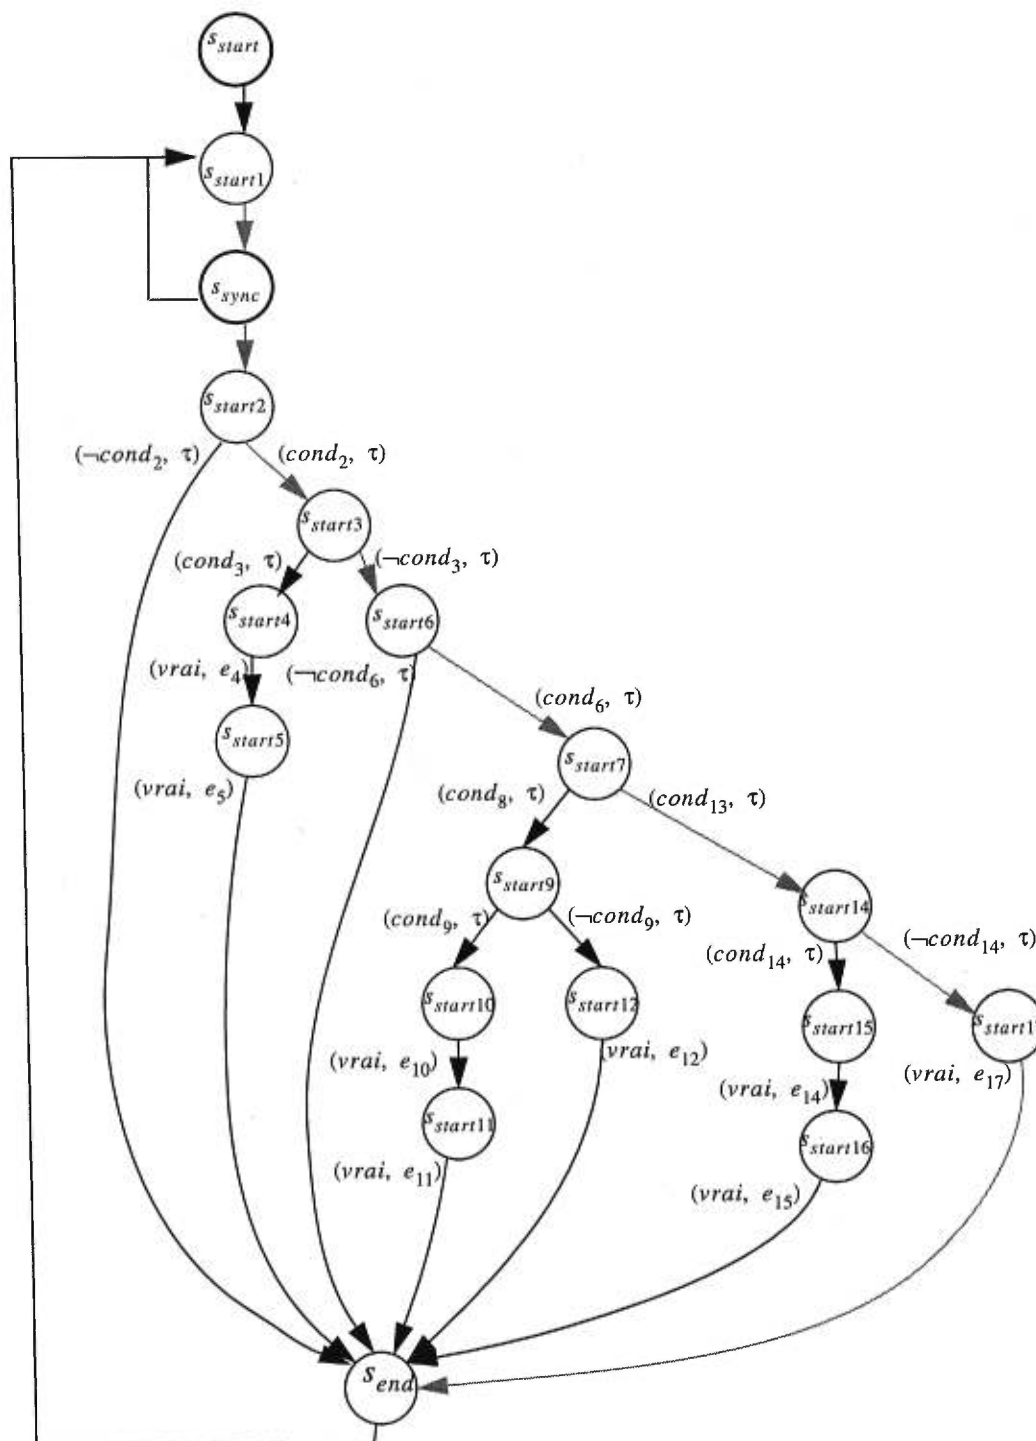 s_start
s_start1
s_sync
s_start2
(¬cond_2, τ) (cond_2, τ)
s_start3
(cond_3, τ) (¬cond_3, τ)
s_start4 s_start6
(vrai, e_4) (¬cond_6, τ)
(cond_6, τ)
s_start5 s_start7
(vrai, e_5) (cond_8, τ) (cond_13, τ)
s_start9 s_start14
(cond_9, τ) (¬cond_9, τ) (cond_14, τ) (¬cond_14, τ)
s_start10 s_start12 s_start15 s_start1
(vrai, e_10) (vrai, e_12) (vrai, e_14) (vrai, e_17)
s_start11 s_start16
(vrai, e_11) (vrai, e_15)
s_end